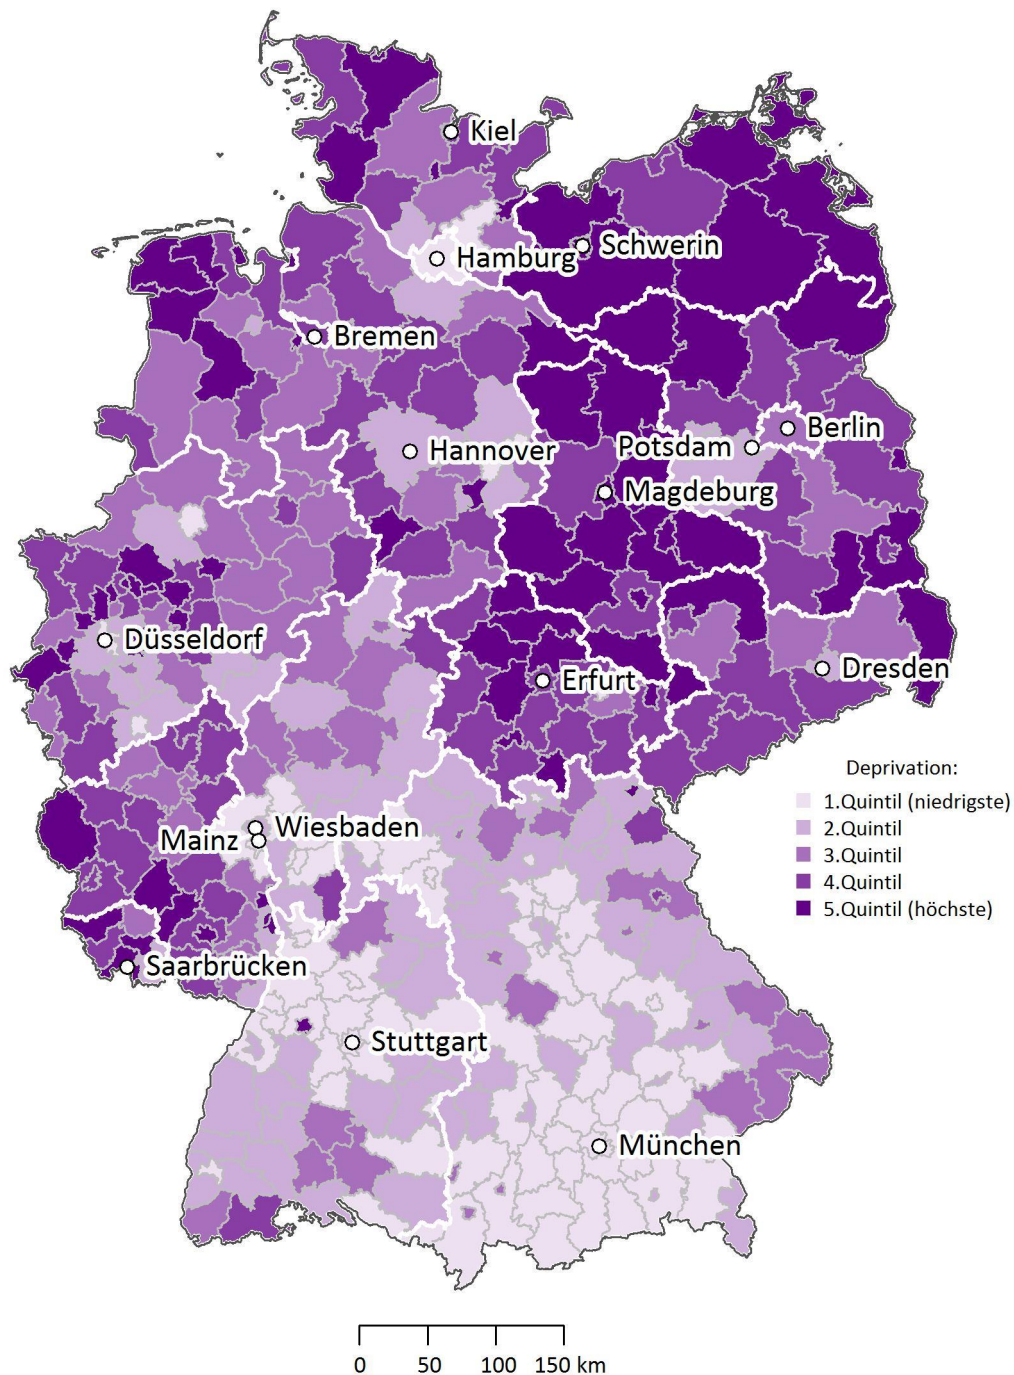 Kiel
Schwerin
Hamburg
Bremen
Berlin
Potsdam
Hannover
Magdeburg
Düsseldorf
Dresden
Erfurt
Deprivation:
1.Quintil (niedrigste)
2.Quintil
3.Quintil
4.Quintil
5.Quintil (höchste)
Wiesbaden
Mainz
Saarbrücken
Stuttgart
München
0 50 100 150 km